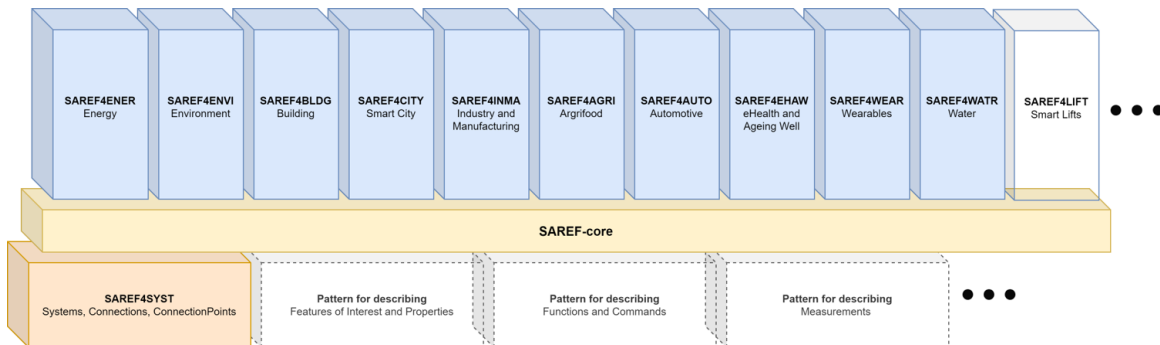 SAREF4ENER
Energy
SAREF4ENVI
Environment
SAREF4BLDG
Building
SAREF4CITY
Smart City
SAREF4INMA
Industry and
Manufacturing
SAREF4AGRI
Argrifood
SAREF4AUTO
Automotive
SAREF4EHAW
eHealth and
Ageing Well
SAREF4WEAR
Wearables
SAREF4WATR
Water
SAREF4LIFT
Smart Lifts
SAREF-core
SAREF4SYST
Systems, Connections, ConnectionPoints
Pattern for describing
Features of Interest and Properties
Pattern for describing
Functions and Commands
Pattern for describing
Measurements